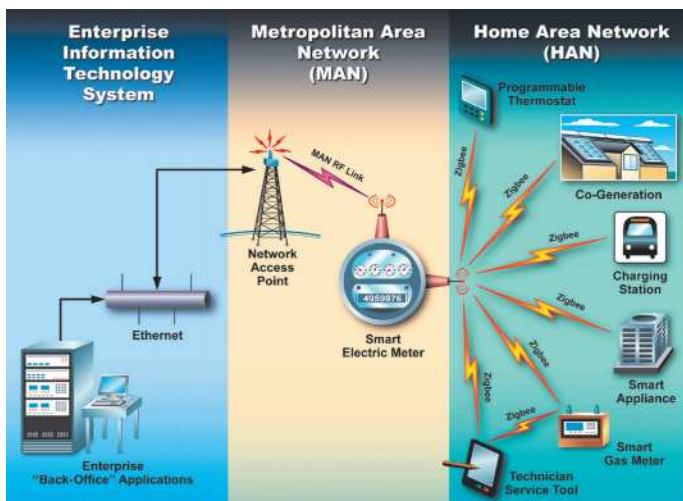 Enterprise
Information
Technology
System
Metropolitan Area
Network
(MAN)
Home Area Network
(HAN)
Programmable
Thermostat
MAN RF Link
Zigbee
Zigbee
Co-Generation
Zigbee
Network
Access
Point
Charging
Station
4959876
Ethernet
Smart
Electric Meter
Zigbee
Zigbee
Zigbee
Smart
Appliance
Zigbee
Enterprise
"Back-Office" Applications
Smart
Gas Meter
Technician
Service Tool